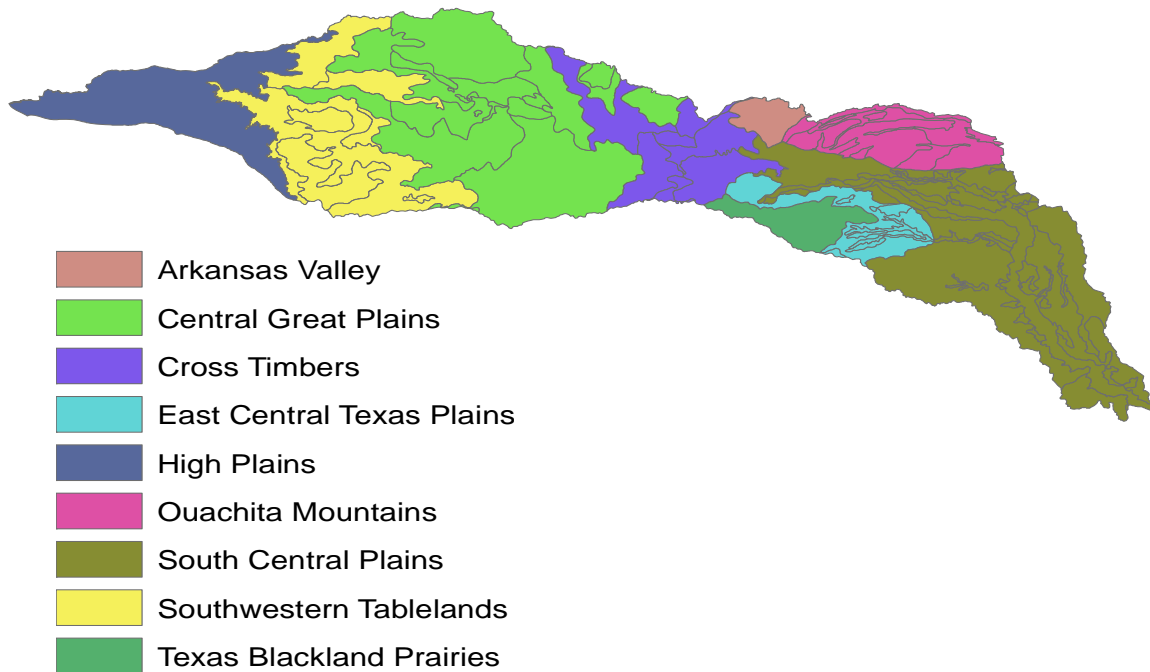 Arkansas Valley
Central Great Plains
Cross Timbers
East Central Texas Plains
High Plains
Ouachita Mountains
South Central Plains
Southwestern Tablelands
Texas Blackland Prairies